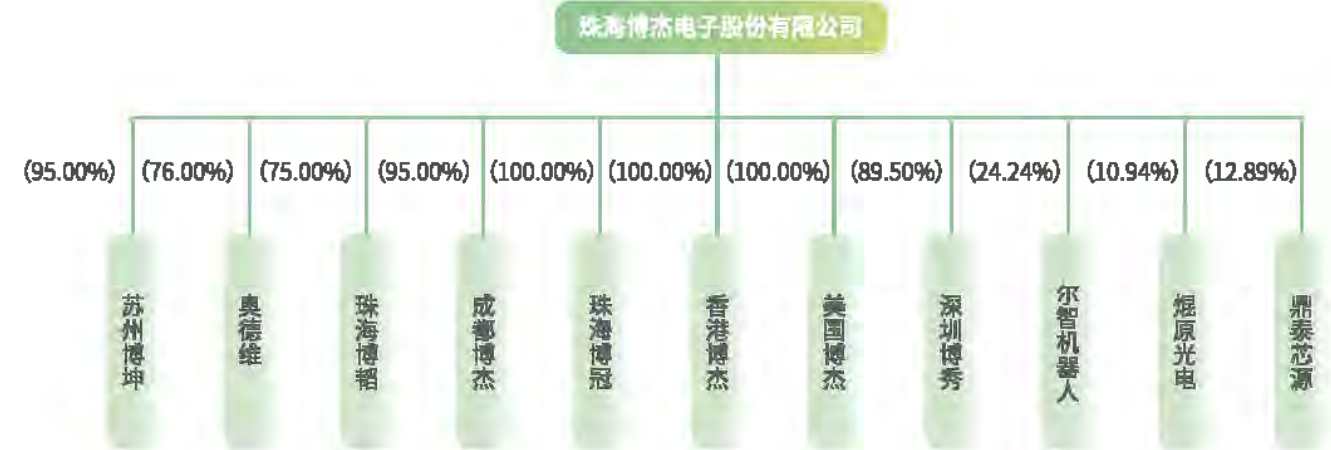 珠海博杰电子股份有限公司
(95.00%) (76.00%) (75.00%) (95.00%) (100.00%) (100.00%) (100.00%) (89.50%) (24.24%) (10.94%) (12.89%)
苏州博坤
奥德维
珠海博韬
成都博杰
珠海博冠
香港博杰
美国博杰
深圳博秀
尔智机器人
焜原光电
鼎泰芯源